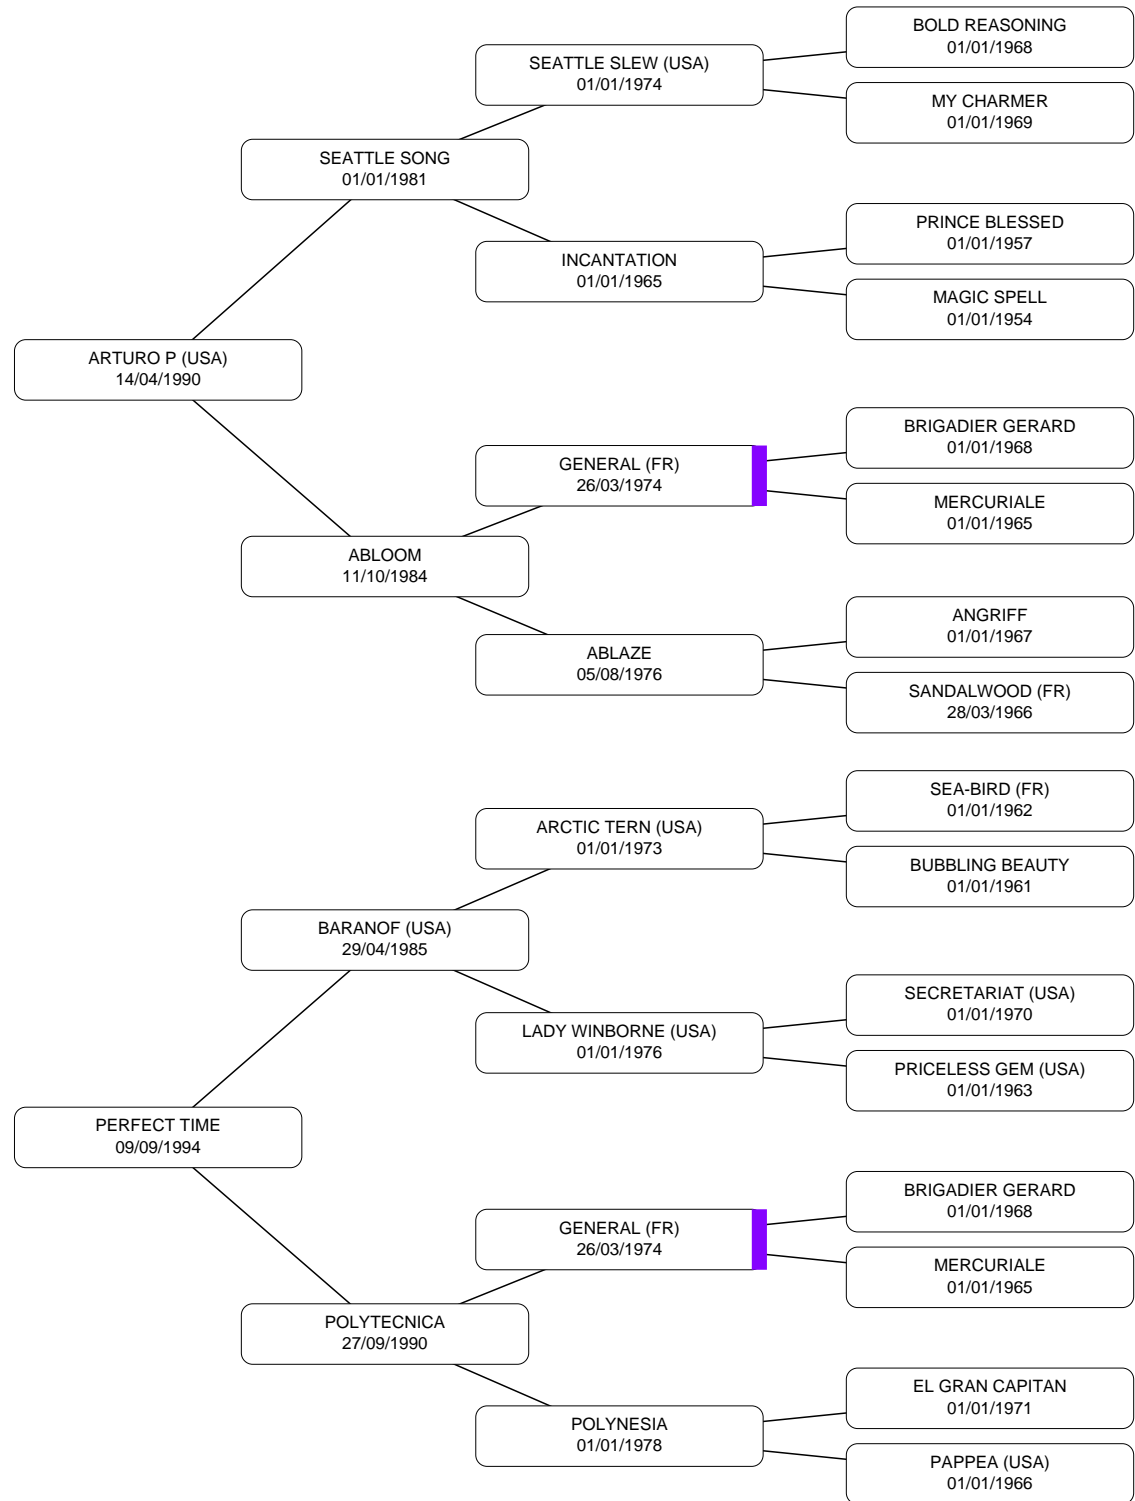 BOLD REASONING
01/01/1968
SEATTLE SLEW (USA)
01/01/1974
MY CHARMER
01/01/1969
SEATTLE SONG
01/01/1981
PRINCE BLESSED
01/01/1957
INCANTATION
01/01/1965
MAGIC SPELL
01/01/1954
ARTURO P (USA)
14/04/1990
BRIGADIER GERARD
01/01/1968
GENERAL (FR)
26/03/1974
MERCURIALE
01/01/1965
ABLOOM
11/10/1984
ANGRIFF
01/01/1967
ABLAZE
05/08/1976
SANDALWOOD (FR)
28/03/1966
SEA-BIRD (FR)
01/01/1962
ARCTIC TERN (USA)
01/01/1973
BUBBLING BEAUTY
01/01/1961
BARANOF (USA)
29/04/1985
SECRETARIAT (USA)
01/01/1970
LADY WINBORNE (USA)
01/01/1976
PRICELESS GEM (USA)
01/01/1963
PERFECT TIME
09/09/1994
BRIGADIER GERARD
01/01/1968
GENERAL (FR)
26/03/1974
MERCURIALE
01/01/1965
POLYTECNICA
27/09/1990
EL GRAN CAPITAN
01/01/1971
POLYNESIA
01/01/1978
PAPPEA (USA)
01/01/1966